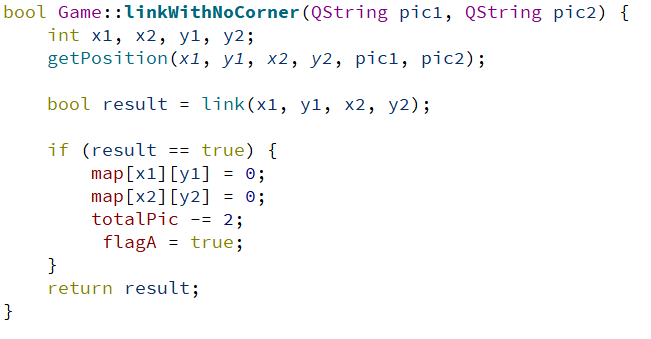 bool Game::linkWithNoCorner(QString pic1, QString pic2) {
    int x1, x2, y1, y2;
    getPosition(x1, y1, x2, y2, pic1, pic2);

    bool result = link(x1, y1, x2, y2);

    if (result == true) {
        map[x1][y1] = 0;
        map[x2][y2] = 0;
        totalPic -= 2;
         flagA = true;
    }
    return result;
}